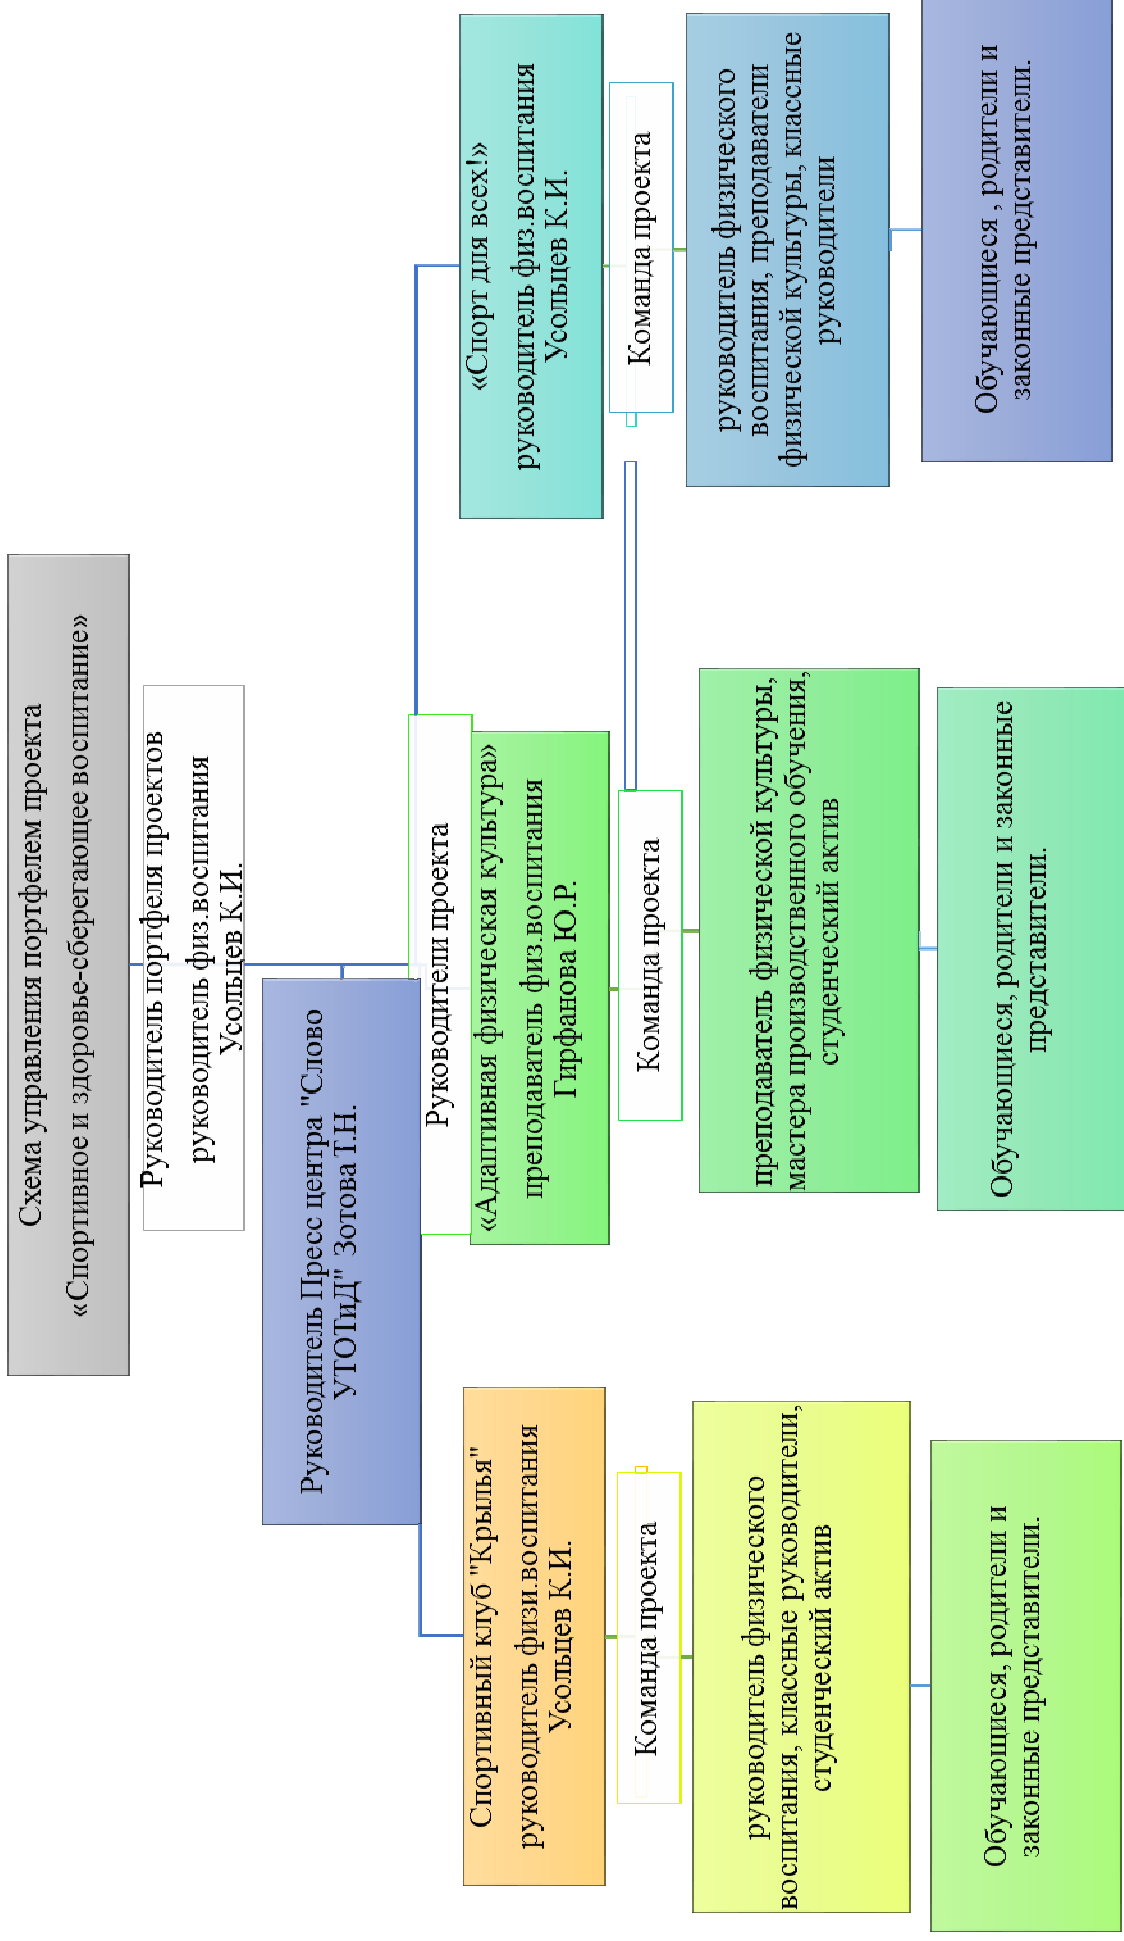 Схема управления портфелем проекта
«Спортивное и здоровье-сберегающее воспитание»
Руководитель портфеля проектов
руководитель физ.воспитания
Усольцев К.И.
Руководитель Пресс центра "Слово
УТОТиД" Зотова Т.Н.
Руководители проекта
Спортивный клуб "Крылья"
руководитель физи.воспитания
Усольцев К.И.
Команда проекта
руководитель физического
воспитания, классные руководители,
студенческий актив
Обучающиеся, родители и
законные представители.
«Адаптивная физическая культура»
преподаватель физ.воспитания
Гирфанова Ю.Р.
Команда проекта
преподаватель физической культуры,
мастера производственного обучения,
студенческий актив
Обучающиеся, родители и законные
представители.
«Спорт для всех!»
руководитель физ.воспитания
Усольцев К.И.
Команда проекта
руководитель физического
воспитания, преподаватели
физической культуры, классные
руководители
Обучающиеся , родители и
законные представители.